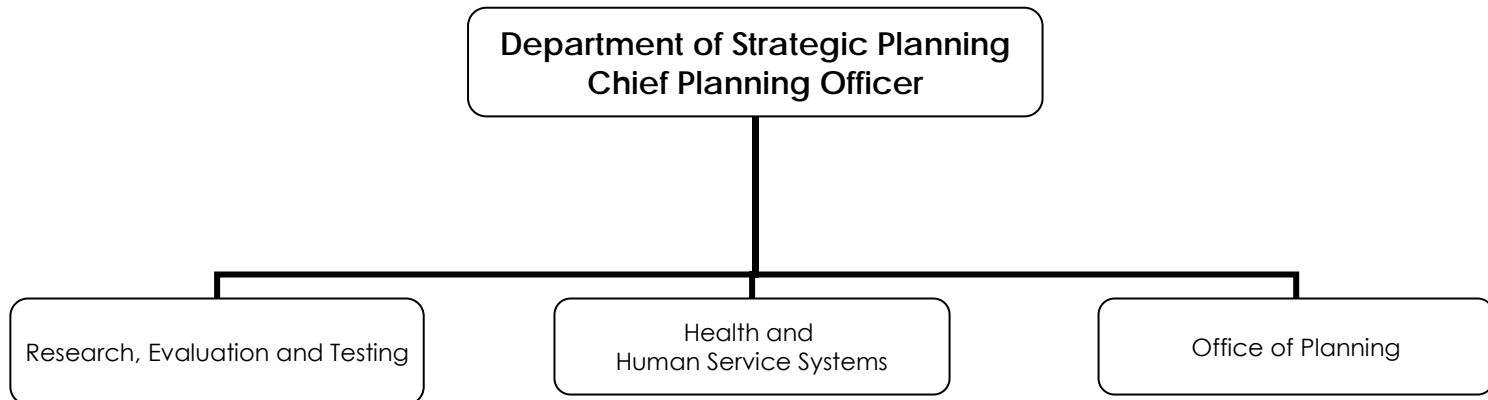 Department of Strategic Planning
Chief Planning Officer
Research, Evaluation and Testing
Health and
Human Service Systems
Office of Planning